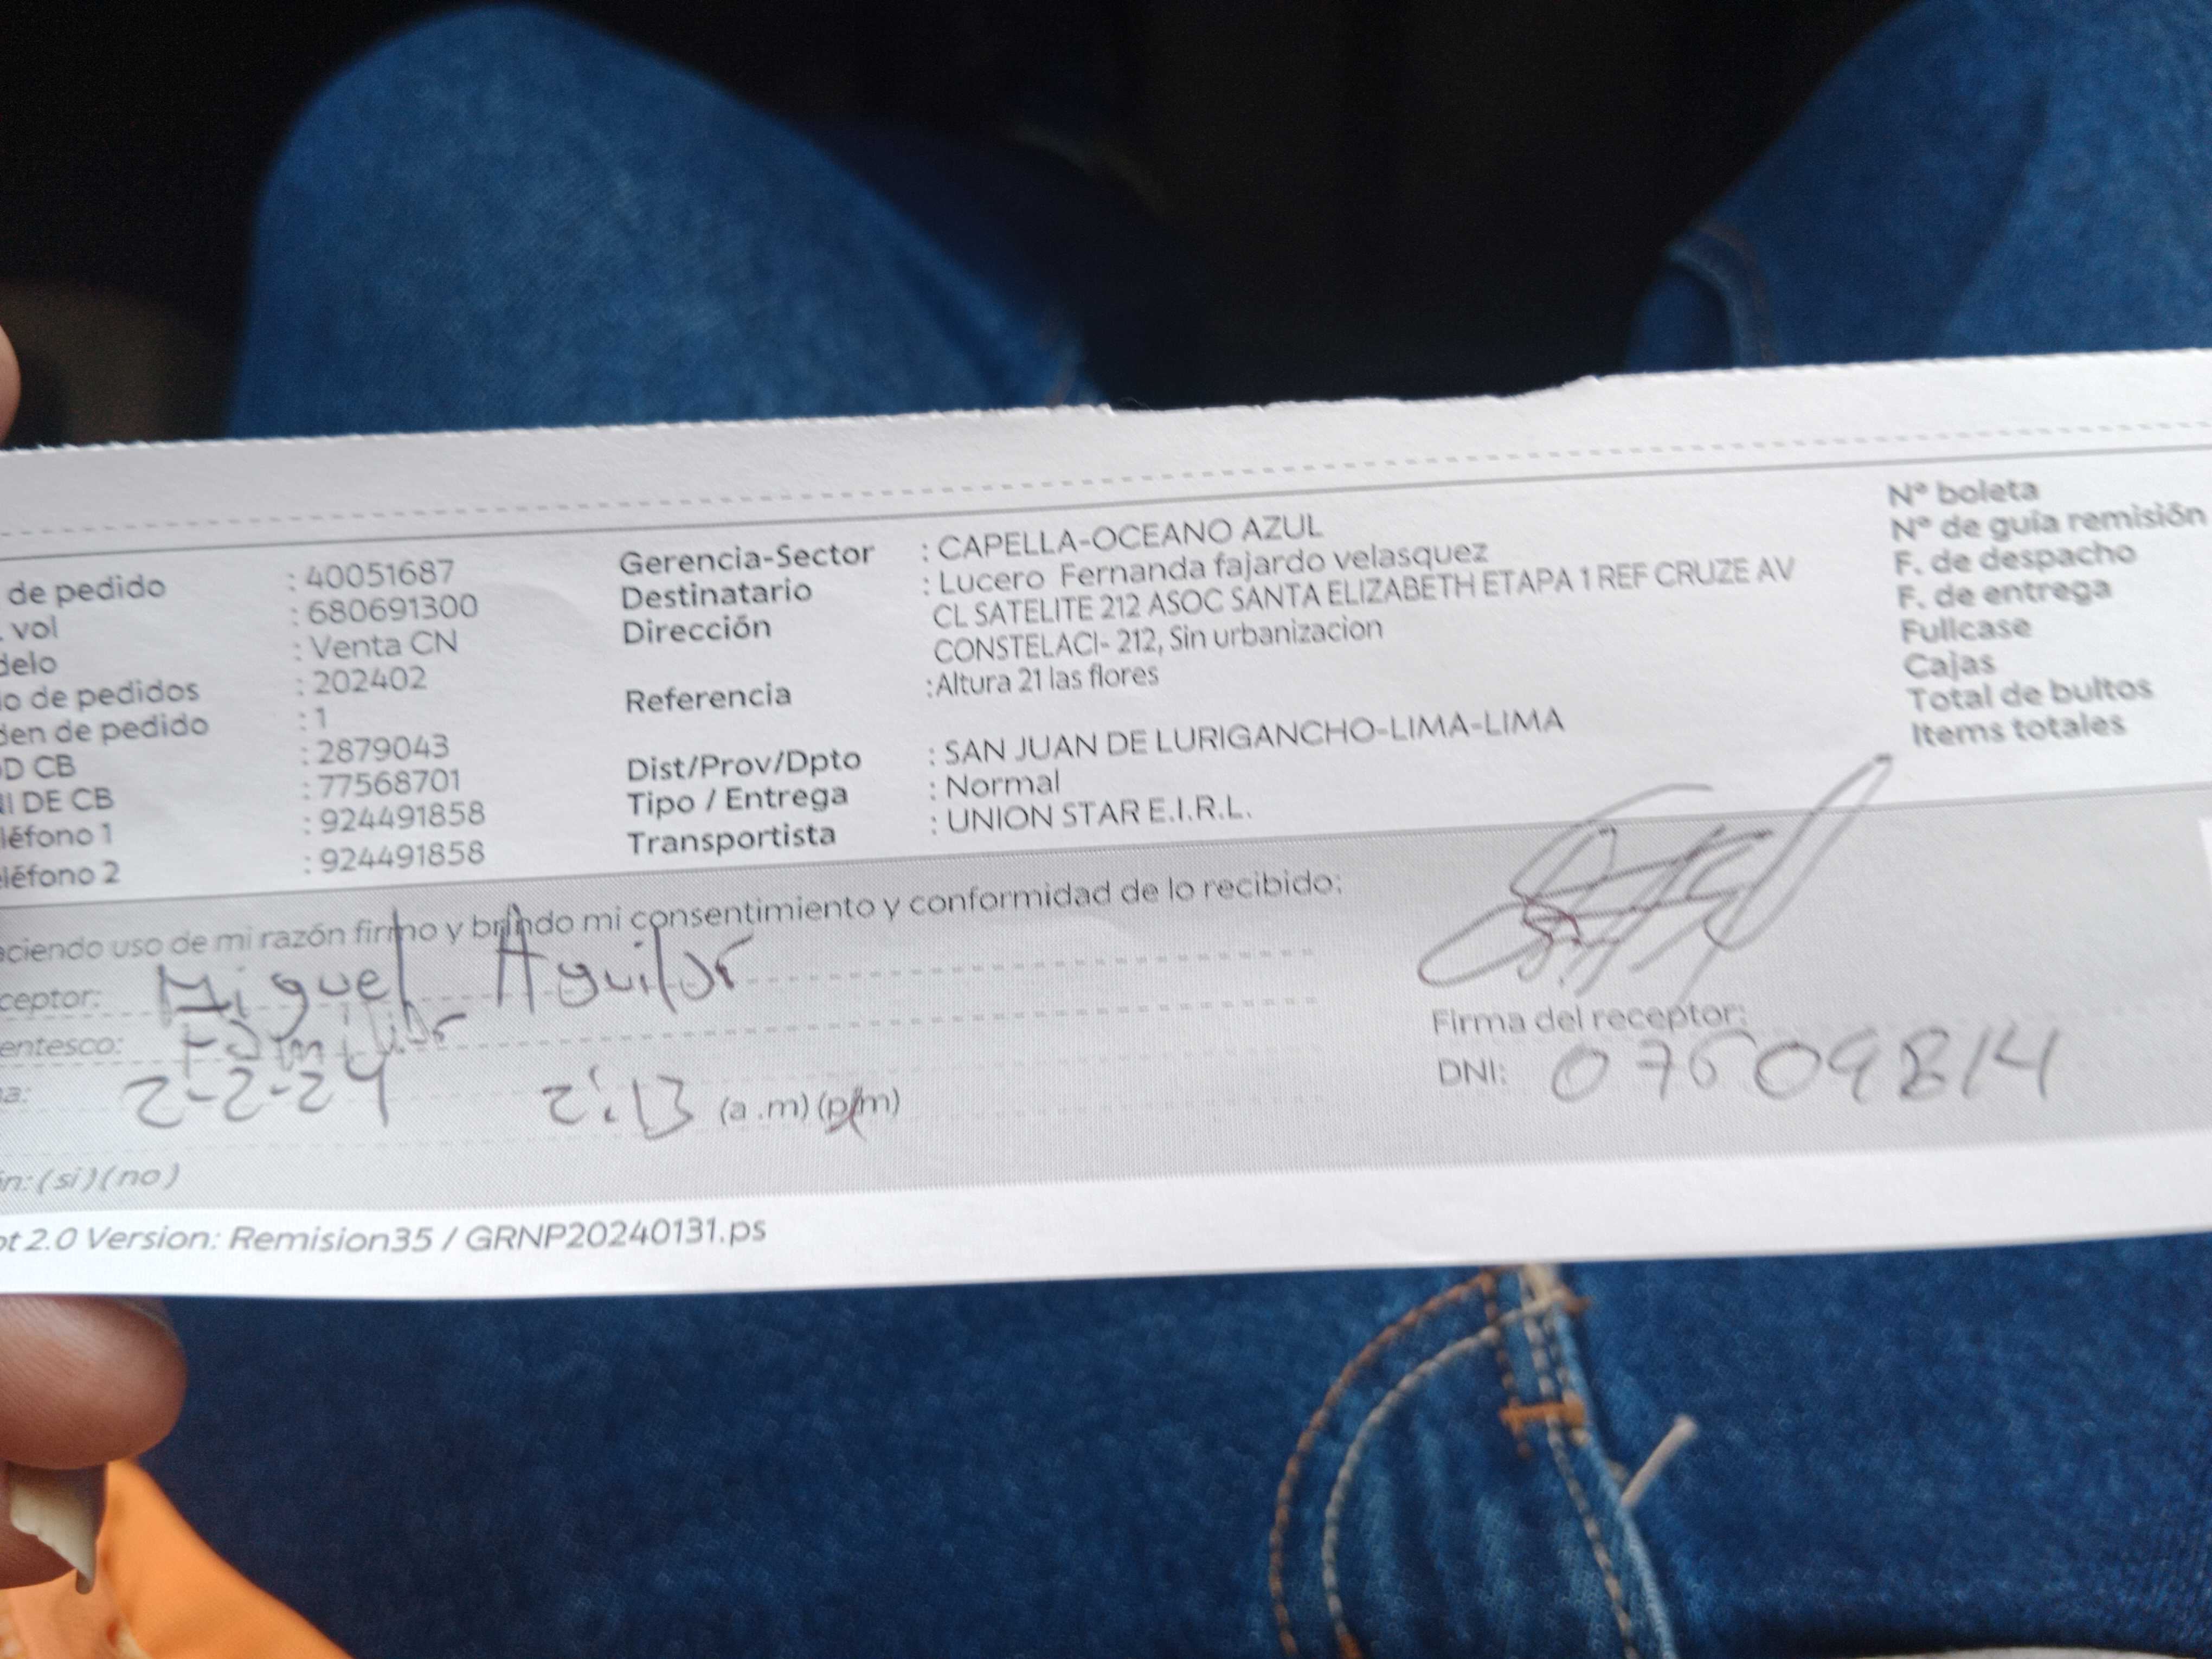 de pedido : 40051687
vol : 680691300
delo : Venta CN
o de pedidos : 202402
den de pedido : 1
D CB : 2879043
NI DE CB : 77568701
léfono 1 : 924491858
eléfono 2 : 924491858
Gerencia-Sector : CAPELLA-OCEANO AZUL
Destinatario : Lucero Fernanda fajardo velasquez
Dirección CL SATELITE 212 ASOC SANTA ELIZABETH ETAPA 1 REF CRUZE AV
CONSTELACI- 212, Sin urbanizacion
Referencia :Altura 21 las flores
Dist/Prov/Dpto : SAN JUAN DE LURIGANCHO-LIMA-LIMA
Tipo / Entrega : Normal
Transportista : UNION STAR E.I.R.L.
N° boleta
N° de guía remisión
F. de despacho
F. de entrega
Fullcase
Cajas
Total de bultos
Items totales
aciendo uso de mi razón firmo y brindo mi consentimiento y conformidad de lo recibido:
ceptor: Miguel Aguilar
entesco: Familiar
a: 2-2-24 2:13 (a .m) (p.m)
n: (si) (no)
Firma del receptor:
DNI: 07609814
ot 2.0 Version: Remision35 / GRNP20240131.ps